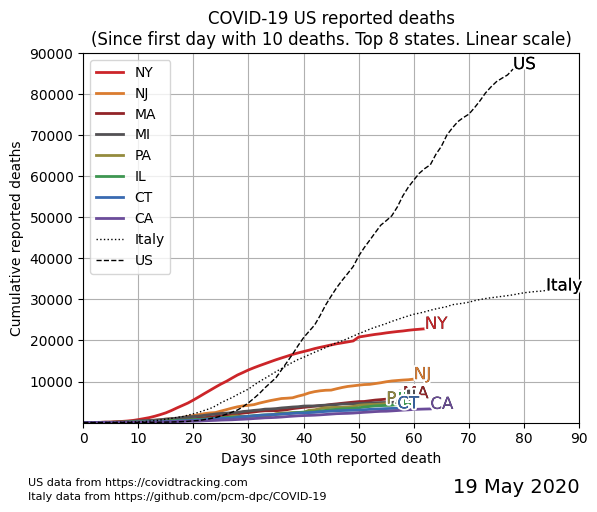 COVID-19 US reported deaths
(Since first day with 10 deaths. Top 8 states. Linear scale)
90000
80000
70000
60000
50000
40000
30000
20000
10000
Cumulative reported deaths
NY
NJ
MA
MI
PA
IL
CT
CA
Italy
US
US
Italy
NY
NJ
MA
CT
CA
0 10 20 30 40 50 60 70 80 90
Days since 10th reported death
US data from https://covidtracking.com
Italy data from https://github.com/pcm-dpc/COVID-19
19 May 2020